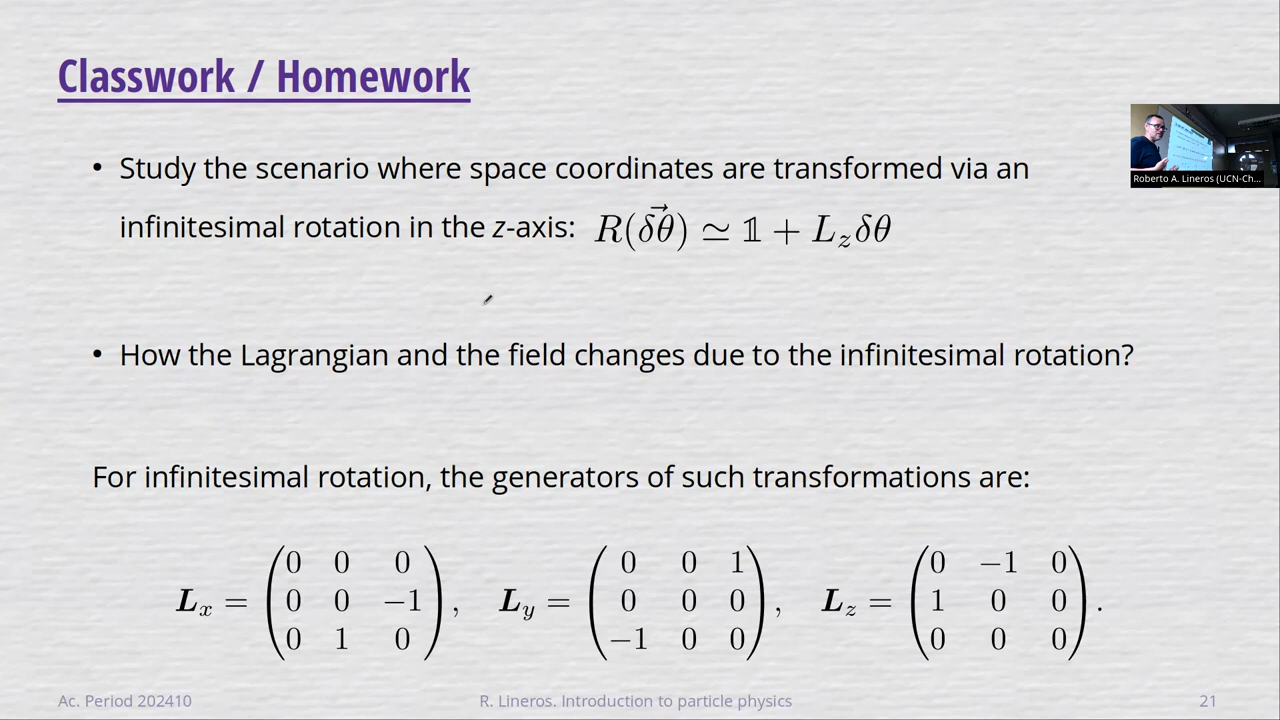 Classwork / Homework
Roberto A. Lineros (UCN-Ch...
• Study the scenario where space coordinates are transformed via an
infinitesimal rotation in the z-axis: R(δθ⃗) ≃ 𝟙 + L_z δθ
• How the Lagrangian and the field changes due to the infinitesimal rotation?
For infinitesimal rotation, the generators of such transformations are:
L_x = (0 0 0; 0 0 −1; 0 1 0), L_y = (0 0 1; 0 0 0; −1 0 0), L_z = (0 −1 0; 1 0 0; 0 0 0).
Ac. Period 202410 R. Lineros. Introduction to particle physics 21